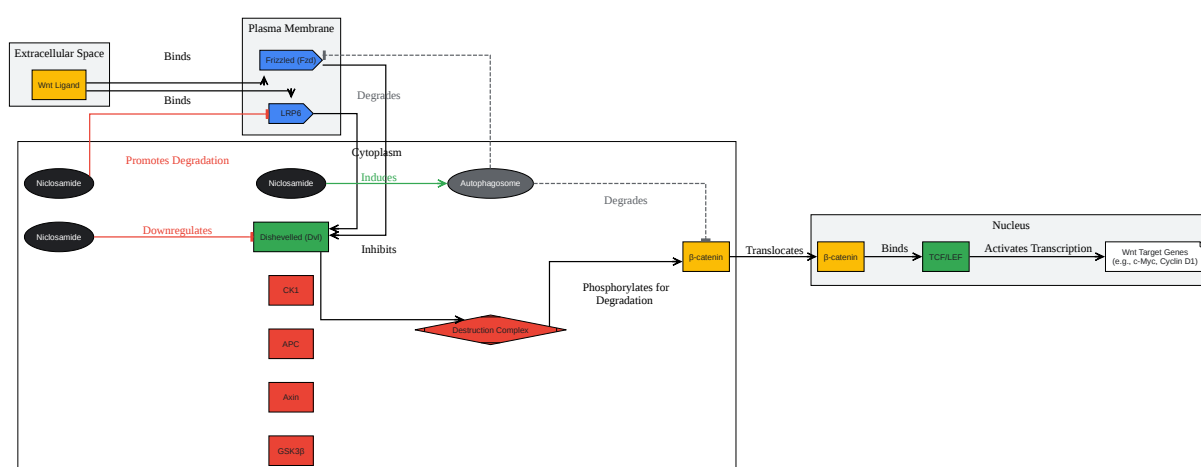 Plasma Membrane
Extracellular Space
Binds
Frizzled (Fzd)
Wnt Ligand
Degrades
Binds
LRP6
Cytoplasm
Promotes Degradation
Niclosamide
Niclosamide
Induces
Autophagosome
Degrades
Niclosamide
Downregulates
Dishevelled (Dvl)
Inhibits
β-catenin
Translocates
Nucleus
β-catenin
Binds
TCF/LEF
Activates Transcription
Wnt Target Genes
(e.g., c-Myc, Cyclin D1)
CK1
Phosphorylates for
Degradation
Destruction Complex
APC
Axin
GSK3β